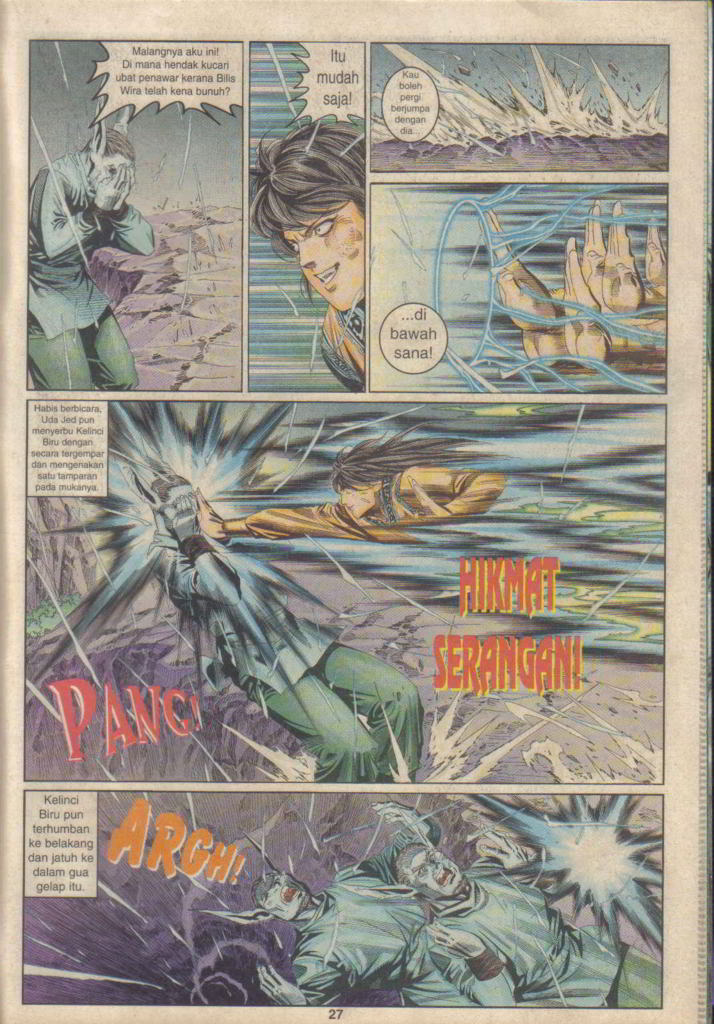 Malangnya aku ini!
Di mana hendak kucari
ubat penawar kerana Bilis
Wira telah kena bunuh?
Itu
mudah
saja!
Kau
boleh
pergi
berjumpa
dengan
dia...
...di
bawah
sana!
Habis berbicara,
Uda Jed pun
menyerbu Kelinci
Biru dengan
secara tergempar
dan mengenakan
satu tamparan
pada mukanya.
HIKMAT
SERANGAN!
PANG!
Kelinci
Biru pun
terhumban
ke belakang
dan jatuh ke
dalam gua
gelap itu.
ARGH!
27